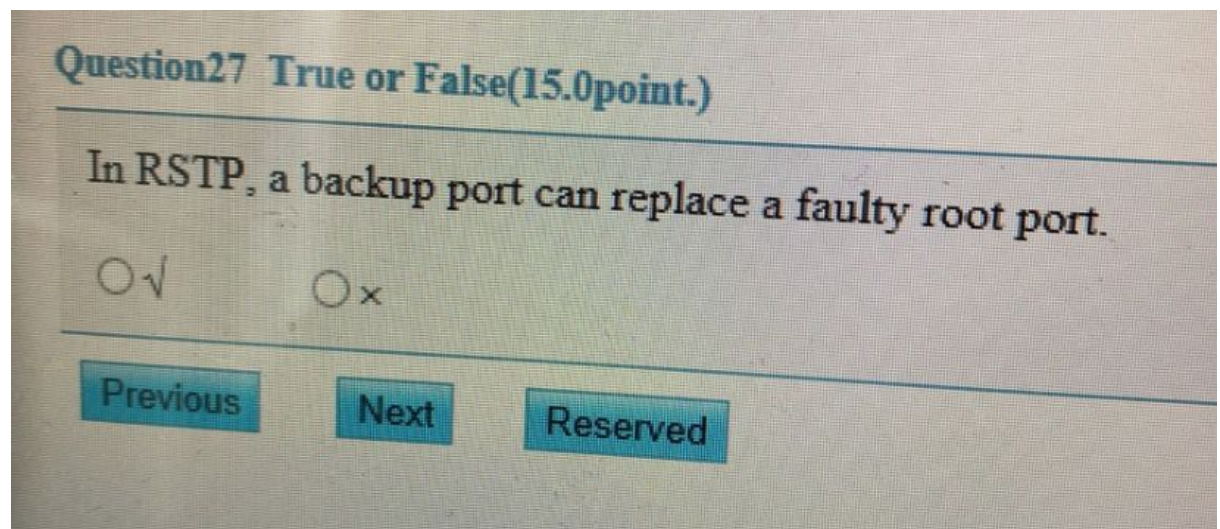 Question27 True or False(15.0point.)
In RSTP, a backup port can replace a faulty root port.
√ ×
Previous Next Reserved